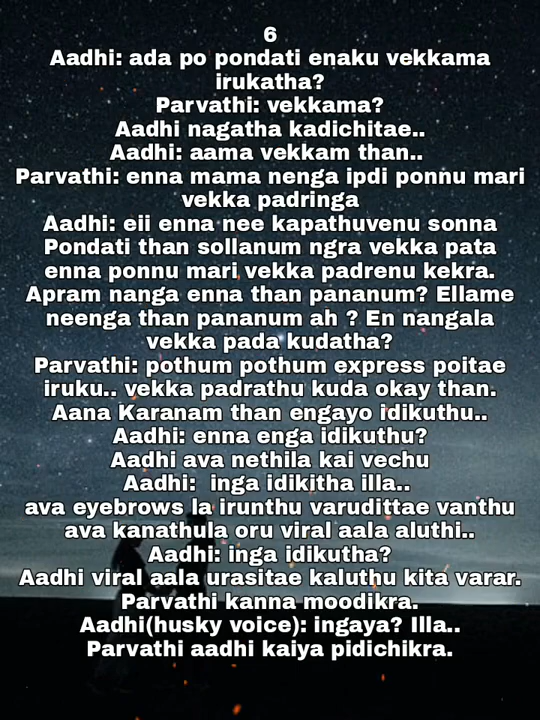 6
Aadhi: ada po pondati enaku vekkama
irukatha?
Parvathi: vekkama?
Aadhi nagatha kadichitae..
Aadhi: aama vekkam than..
Parvathi: enna mama nenga ipdi ponnu mari
vekka padringa
Aadhi: eii enna nee kapathuvenu sonna
Pondati than sollanum ngra vekka pata
enna ponnu mari vekka padrenu kekra.
Apram nanga enna than pananum? Ellame
neenga than pananum ah ? En nangala
vekka pada kudatha?
Parvathi: pothum pothum express poitae
iruku.. vekka padrathu kuda okay than.
Aana Karanam than engayo idikuthu..
Aadhi: enna enga idikuthu?
Aadhi ava nethila kai vechu
Aadhi:  inga idikitha illa..
ava eyebrows la irunthu varudittae vanthu
ava kanathula oru viral aala aluthi..
Aadhi: inga idikutha?
Aadhi viral aala urasitae kaluthu kita varar.
Parvathi kanna moodikra.
Aadhi(husky voice): ingaya? Illa..
Parvathi aadhi kaiya pidichikra.